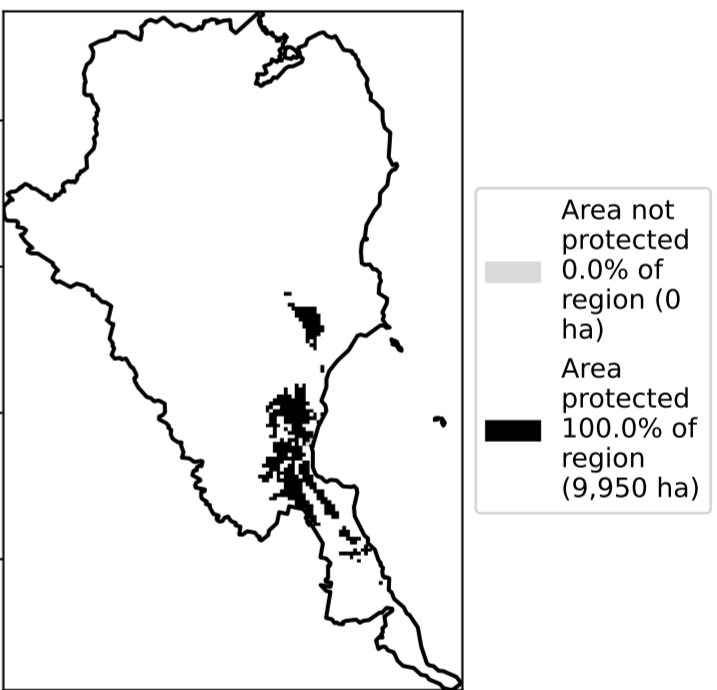 Area not
protected
0.0% of
region (0
ha)
Area
protected
100.0% of
region
(9,950 ha)